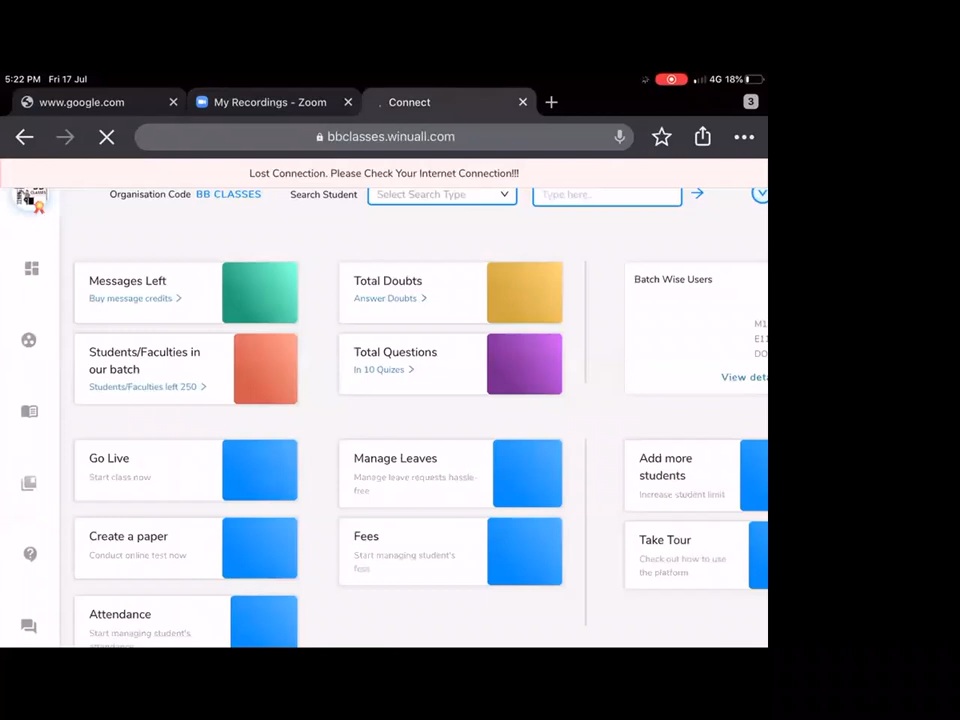 5:22 PM Fri 17 Jul
4G 18%
www.google.com
My Recordings - Zoom
Connect
3
bbclasses.winuall.com
Lost Connection. Please Check Your Internet Connection!!!
Organisation Code BB CLASSES
Search Student
Select Search Type
Type here..
Messages Left
Buy message credits >
Total Doubts
Answer Doubts >
Batch Wise Users
M1
E11
DO
View deta
Students/Faculties in
our batch
Students/Faculties left 250 >
Total Questions
In 10 Quizes >
Go Live
Start class now
Manage Leaves
Manage leave requests hassle-
free
Add more
students
Increase student limit
Create a paper
Conduct online test now
Fees
Start managing student's
fess
Take Tour
Check out how to use
the platform
Attendance
Start managing student's